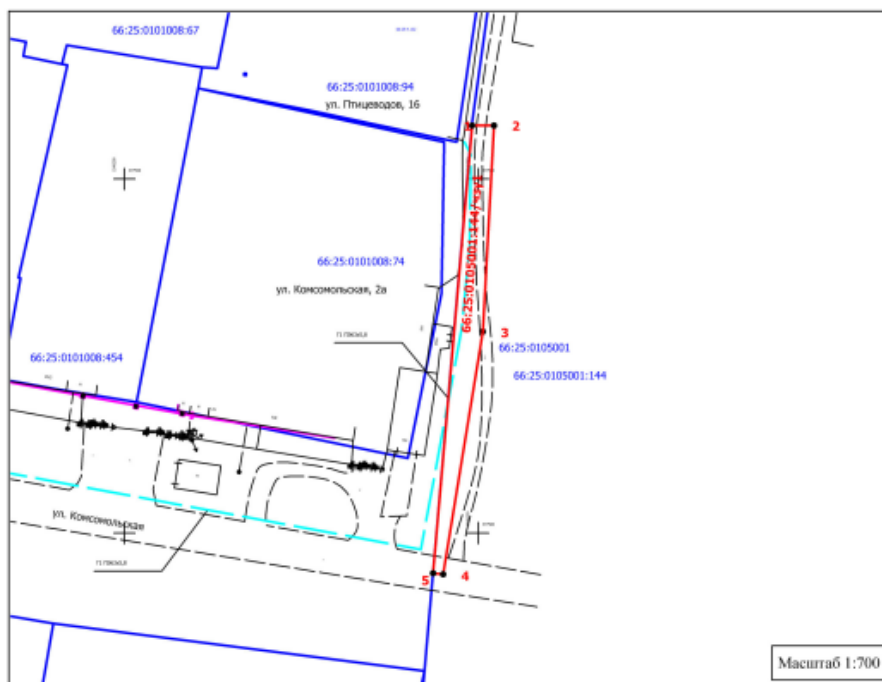 66:25:0101008:67
66:25:0101008:94
ул. Птицеводов, 16
1
2
66:25:0105001:144/чзу1
66:25:0101008:74
ул. Комсомольская, 2а
3
66:25:0105001
66:25:0101008:454
66:25:0105001:144
ул. Комсомольская
5
4
Масштаб 1:700